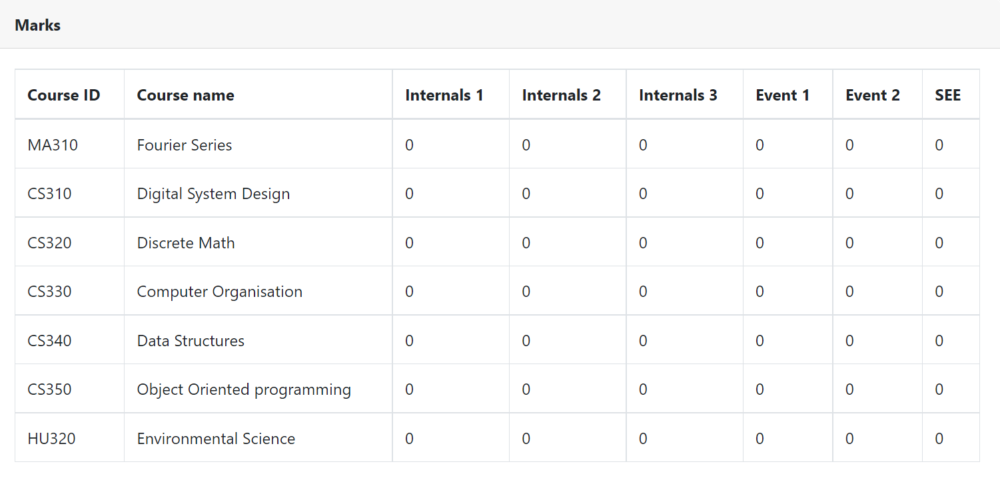 Marks
Course ID Course name Internals 1 Internals 2 Internals 3 Event 1 Event 2 SEE
MA310 Fourier Series 0 0 0 0 0 0
CS310 Digital System Design 0 0 0 0 0 0
CS320 Discrete Math 0 0 0 0 0 0
CS330 Computer Organisation 0 0 0 0 0 0
CS340 Data Structures 0 0 0 0 0 0
CS350 Object Oriented programming 0 0 0 0 0 0
HU320 Environmental Science 0 0 0 0 0 0